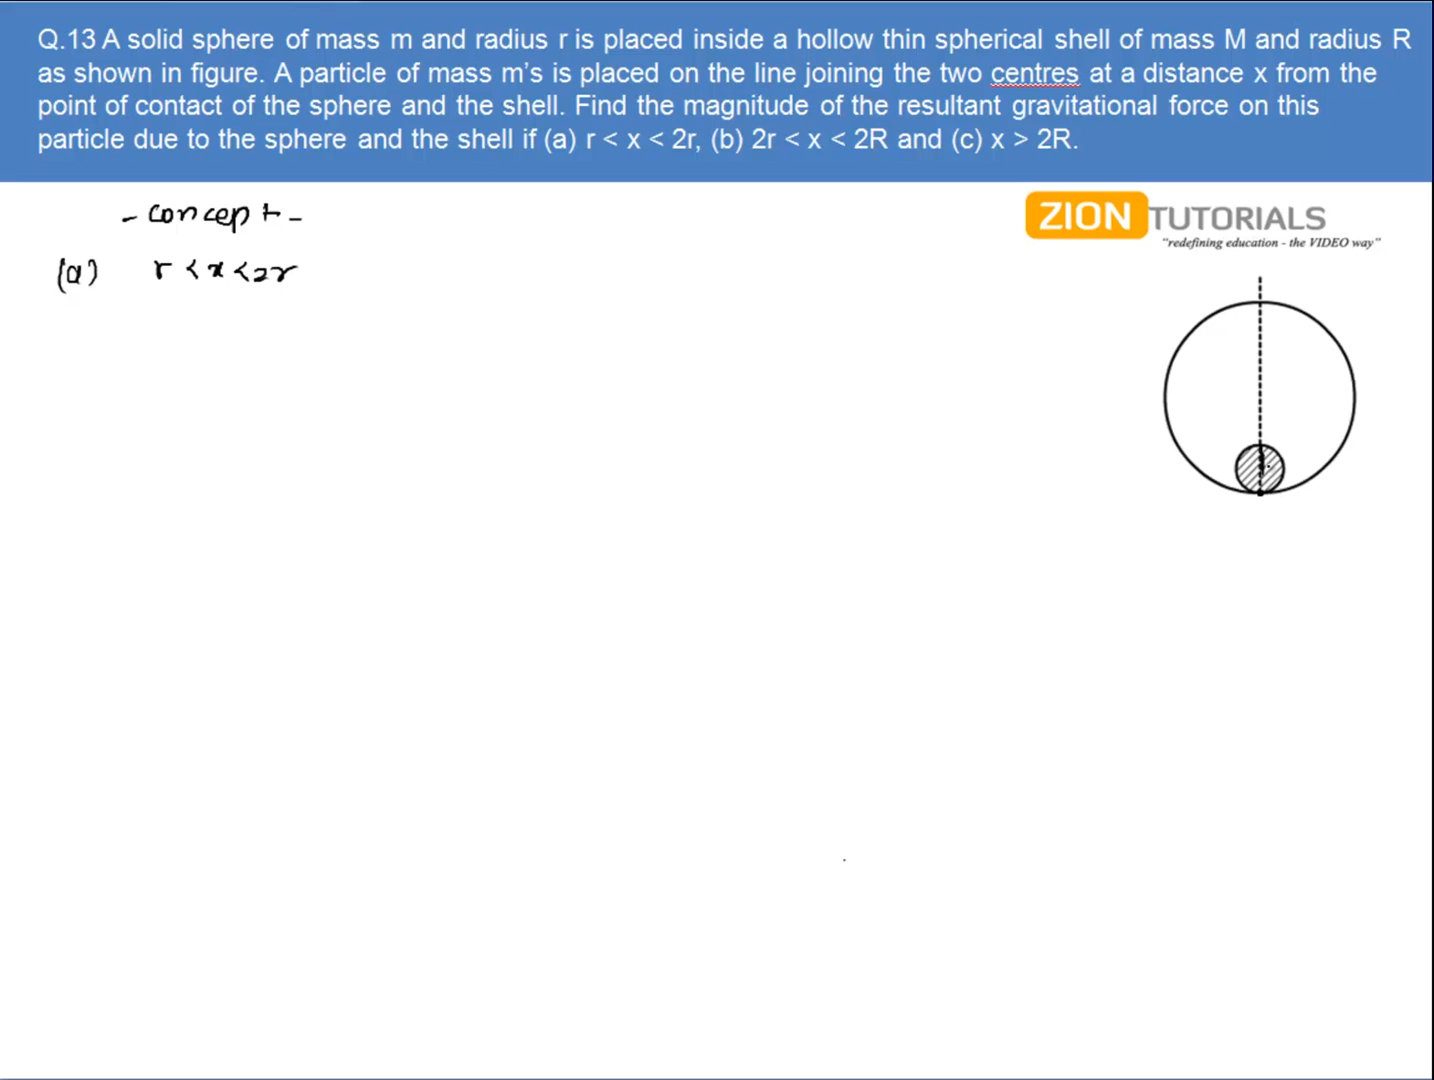 Q.13 A solid sphere of mass m and radius r is placed inside a hollow thin spherical shell of mass M and radius R
as shown in figure. A particle of mass m’s is placed on the line joining the two centres at a distance x from the
point of contact of the sphere and the shell. Find the magnitude of the resultant gravitational force on this
particle due to the sphere and the shell if (a) r < x < 2r, (b) 2r < x < 2R and (c) x > 2R.
- concept -
ZION TUTORIALS
"redefining education - the VIDEO way"
(a) r < x < 2r